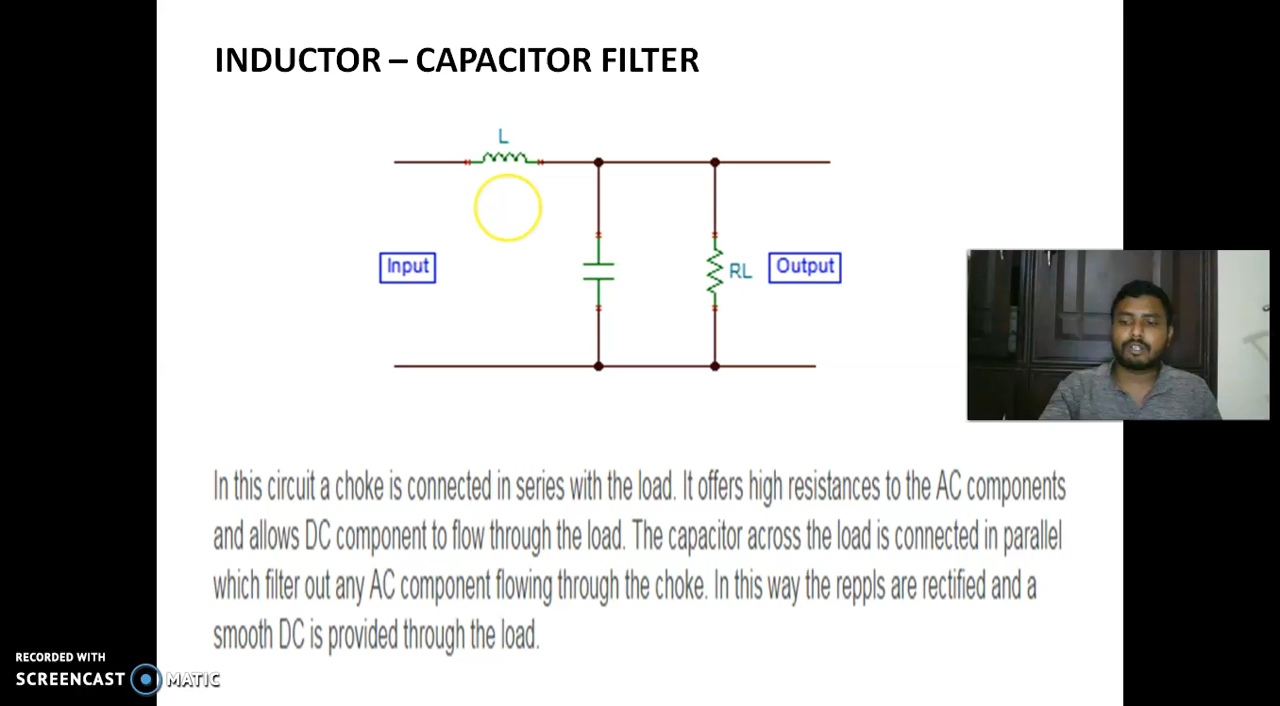 INDUCTOR – CAPACITOR FILTER
L
Input
RL
Output
In this circuit a choke is connected in series with the load. It offers high resistances to the AC components
and allows DC component to flow through the load. The capacitor across the load is connected in parallel
which filter out any AC component flowing through the choke. In this way the reppls are rectified and a
smooth DC is provided through the load.
RECORDED WITH
SCREENCAST MATIC